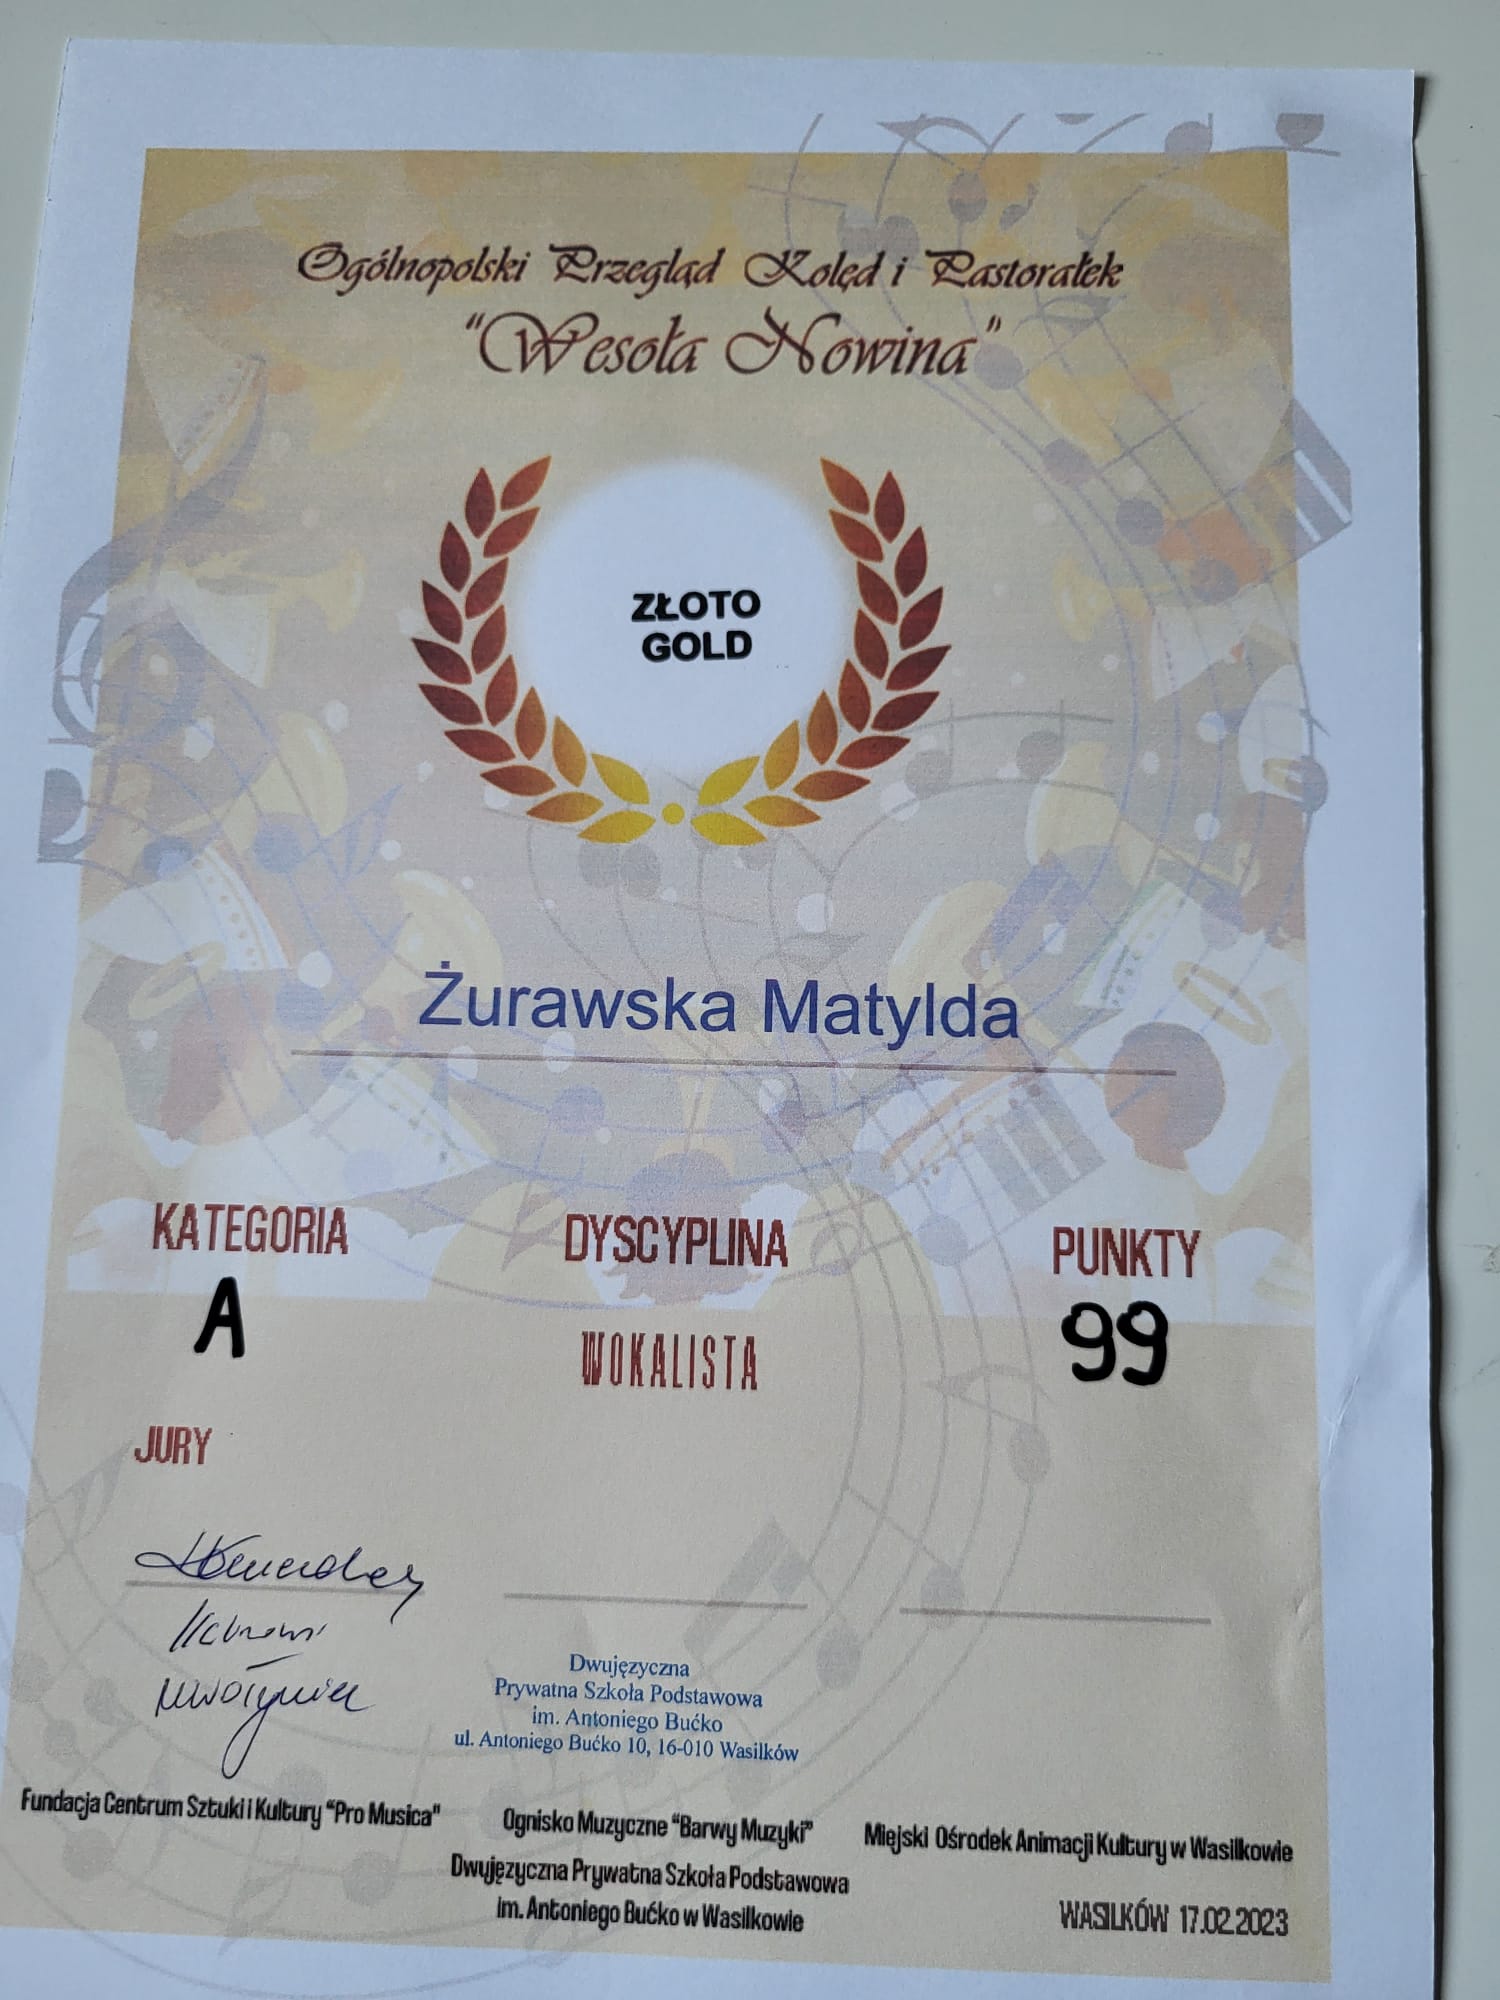 Ogólnopolski Przegląd Kolęd i Pastorałek
"Wesoła Nowina"
ZŁOTO
GOLD
Żurawska Matylda
KATEGORIA DYSCYPLINA PUNKTY
A WOKALISTA 99
JURY
Dwujęzyczna
Prywatna Szkoła Podstawowa
im. Antoniego Bućko
ul. Antoniego Bućko 10, 16-010 Wasilków
Fundacja Centrum Sztuki i Kultury "Pro Musica"
Ognisko Muzyczne "Barwy Muzyki"
Dwujęzyczna Prywatna Szkoła Podstawowa
im. Antoniego Bućko w Wasilkowie
Miejski Ośrodek Animacji Kultury w Wasilkowie
WASILKÓW 17.02.2023